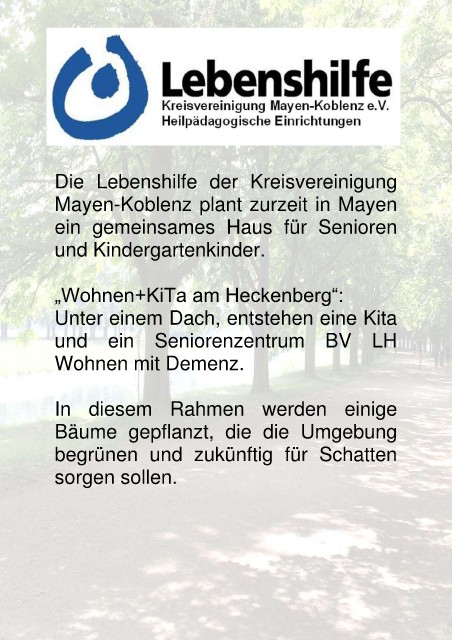 Lebenshilfe
Kreisvereinigung Mayen-Koblenz e.V.
Heilpädagogische Einrichtungen
Die Lebenshilfe der Kreisvereinigung
Mayen-Koblenz plant zurzeit in Mayen
ein gemeinsames Haus für Senioren
und Kindergartenkinder.
„Wohnen+KiTa am Heckenberg“:
Unter einem Dach, entstehen eine Kita
und ein Seniorenzentrum BV LH
Wohnen mit Demenz.
In diesem Rahmen werden einige
Bäume gepflanzt, die die Umgebung
begrünen und zukünftig für Schatten
sorgen sollen.